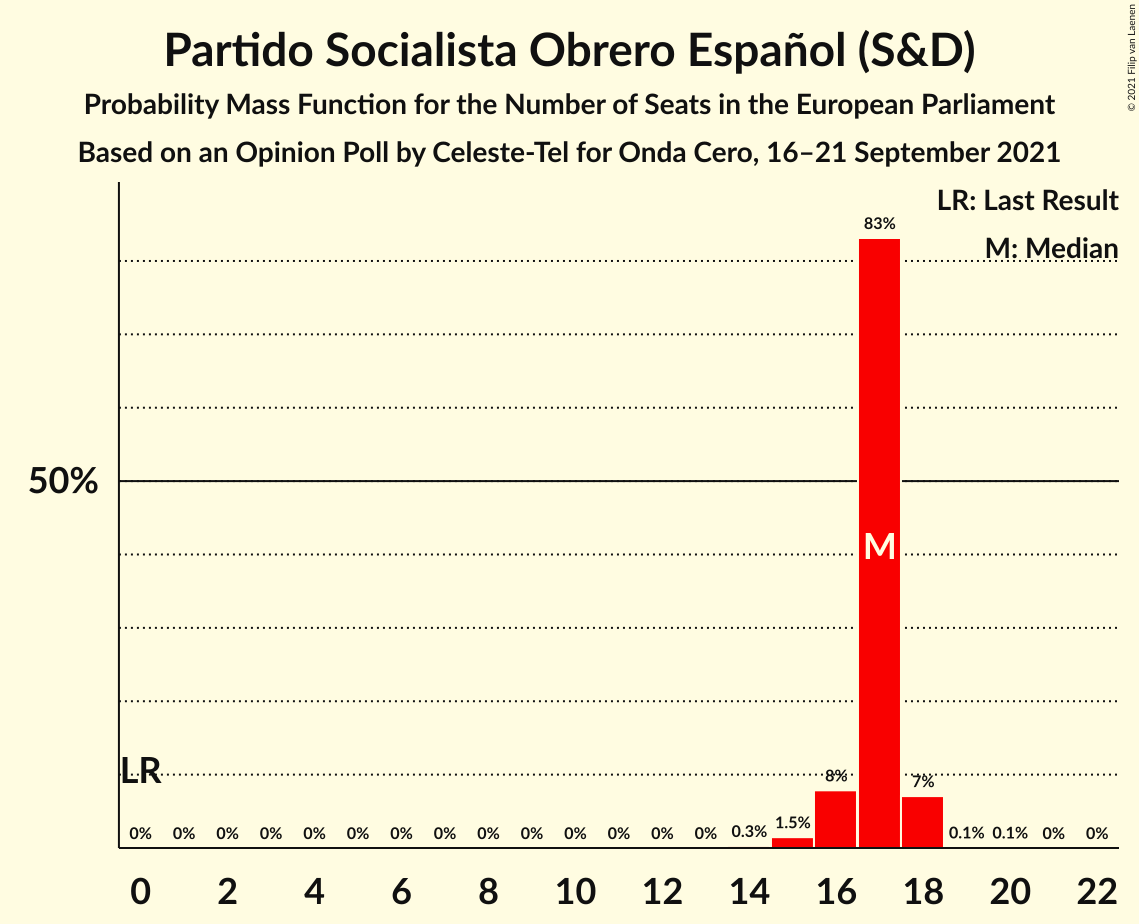 Partido Socialista Obrero Español (S&D)
Probability Mass Function for the Number of Seats in the European Parliament
Based on an Opinion Poll by Celeste-Tel for Onda Cero, 16–21 September 2021
© 2021 Filip van Laenen
LR: Last Result
M: Median
83%
50%
M
LR
8%
7%
0% 0% 0% 0% 0% 0% 0% 0% 0% 0% 0% 0% 0% 0% 0.3% 1.5% 0.1% 0.1% 0% 0%
0 2 4 6 8 10 12 14 16 18 20 22